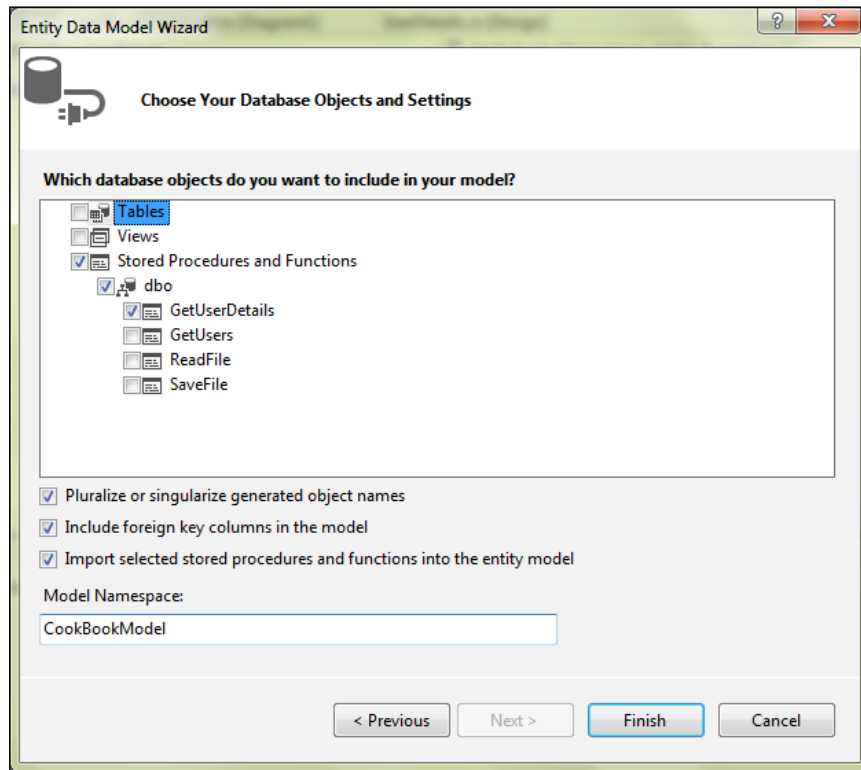 Entity Data Model Wizard
Choose Your Database Objects and Settings
Which database objects do you want to include in your model?
Tables
Views
Stored Procedures and Functions
dbo
GetUserDetails
GetUsers
ReadFile
SaveFile
Pluralize or singularize generated object names
Include foreign key columns in the model
Import selected stored procedures and functions into the entity model
Model Namespace:
CookBookModel
< Previous Next > Finish Cancel